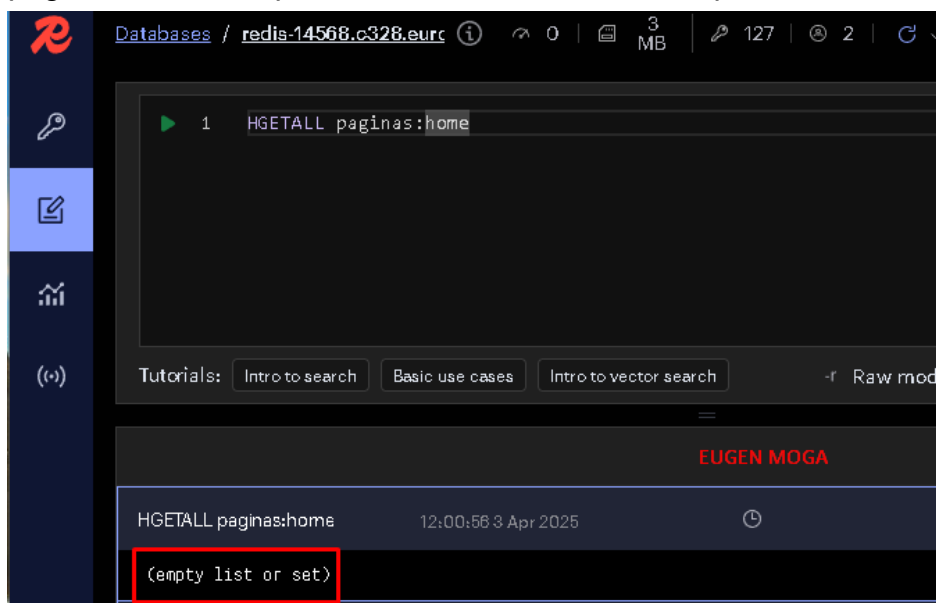 Databases / redis-14568.c328.eurc 0 3 MB 127 2
1 HGETALL paginas:home
Tutorials: Intro to search Basic use cases Intro to vector search -r Raw mod
EUGEN MOGA
HGETALL paginas:home 12:00:56 3 Apr 2025
(empty list or set)